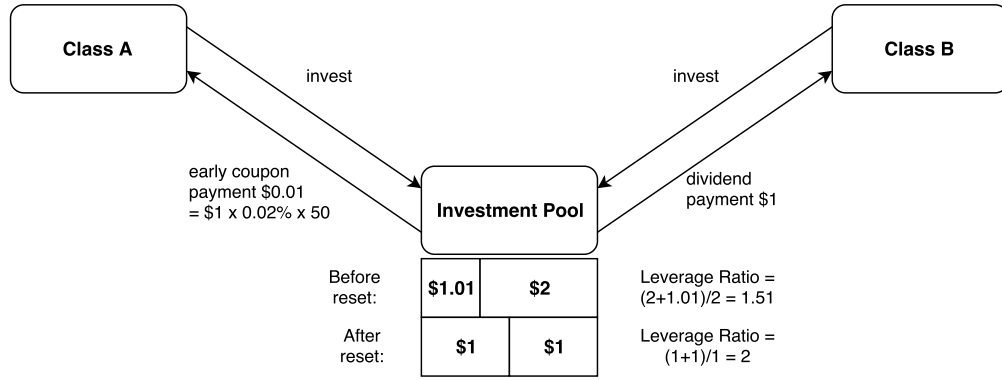 Class A
Class B
invest
invest
early coupon
payment $0.01
= $1 x 0.02% x 50
dividend
payment $1
Investment Pool
Before
reset:
$1.01
$2
Leverage Ratio =
(2+1.01)/2 = 1.51
After
reset:
$1
$1
Leverage Ratio =
(1+1)/1 = 2